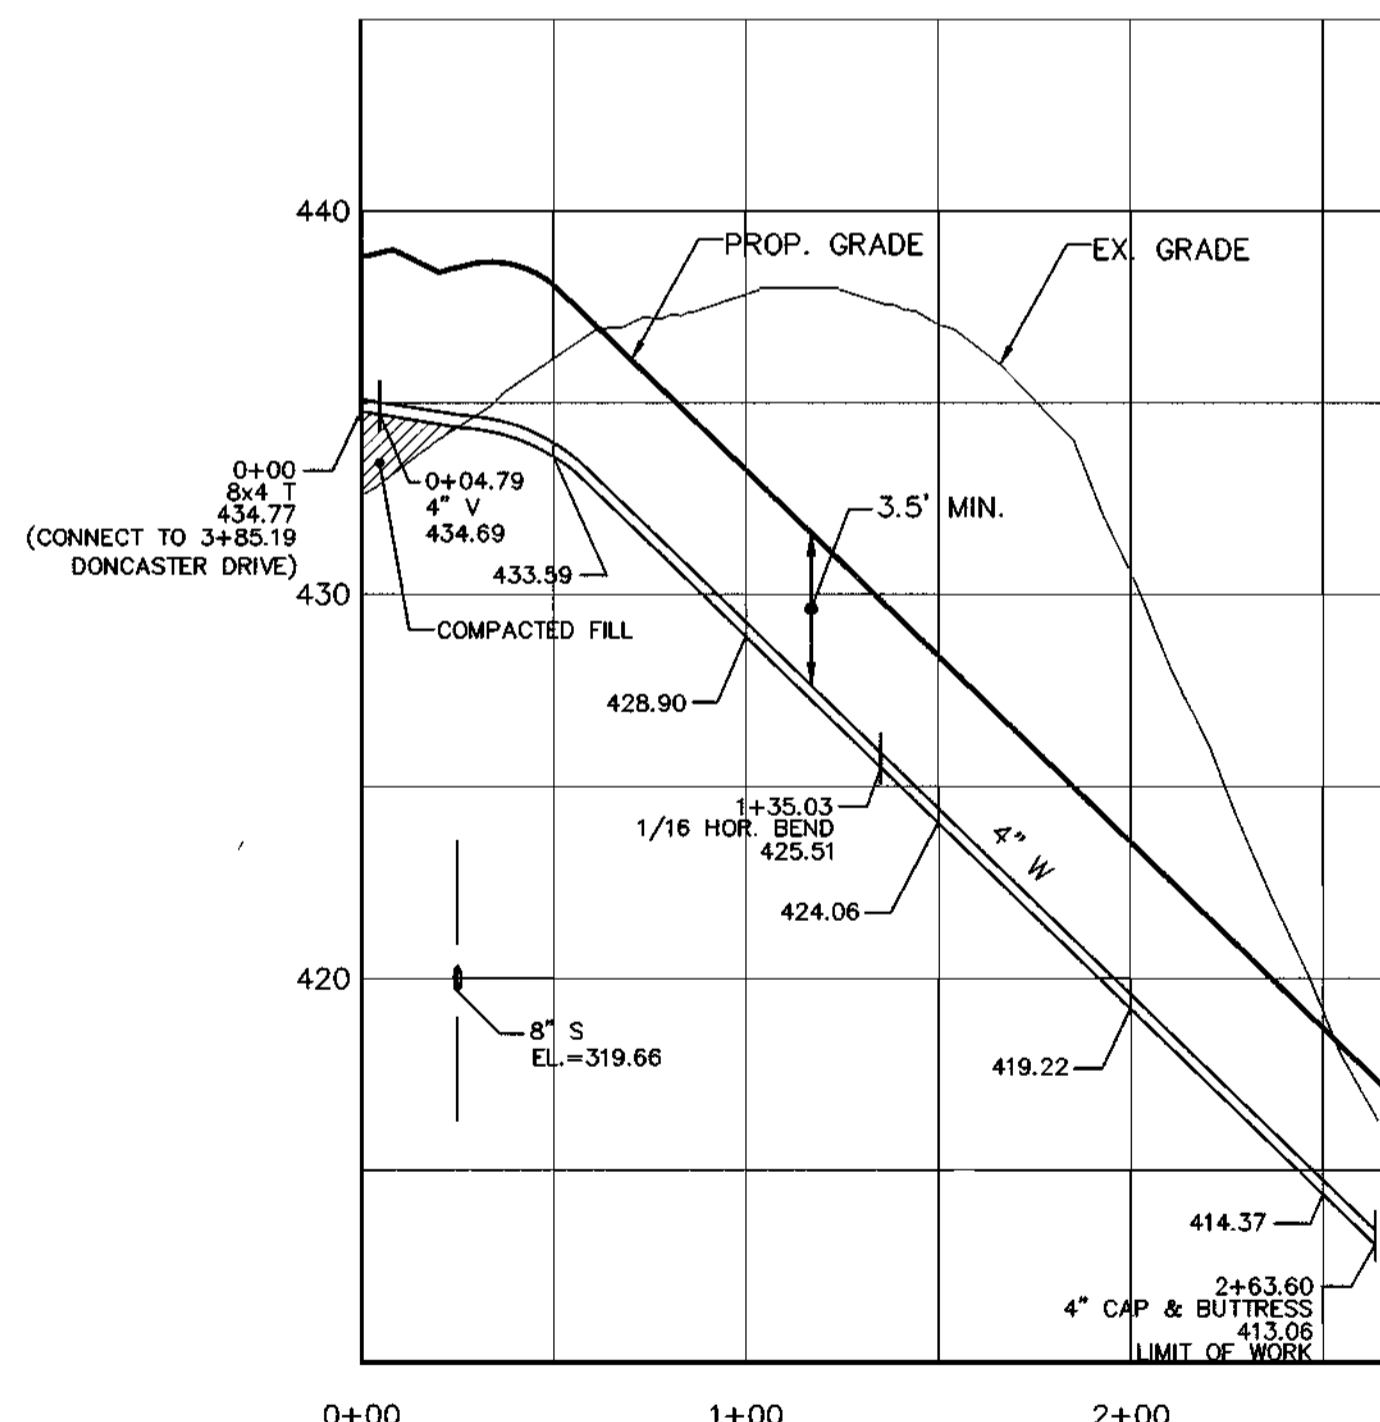 440
PROP. GRADE
EX. GRADE
0+00
8x4 T
434.77
(CONNECT TO 3+85.19
DONCASTER DRIVE)
0+04.79
4" V
434.69
3.5' MIN.
433.59
430
COMPACTED FILL
428.90
1+35.03
1/16 HOR. BEND
425.51
4" W
424.06
420
8" S
EL.=319.66
419.22
414.37
2+63.60
4" CAP & BUTTRESS
413.06
LIMIT OF WORK
0+00
1+00
2+00